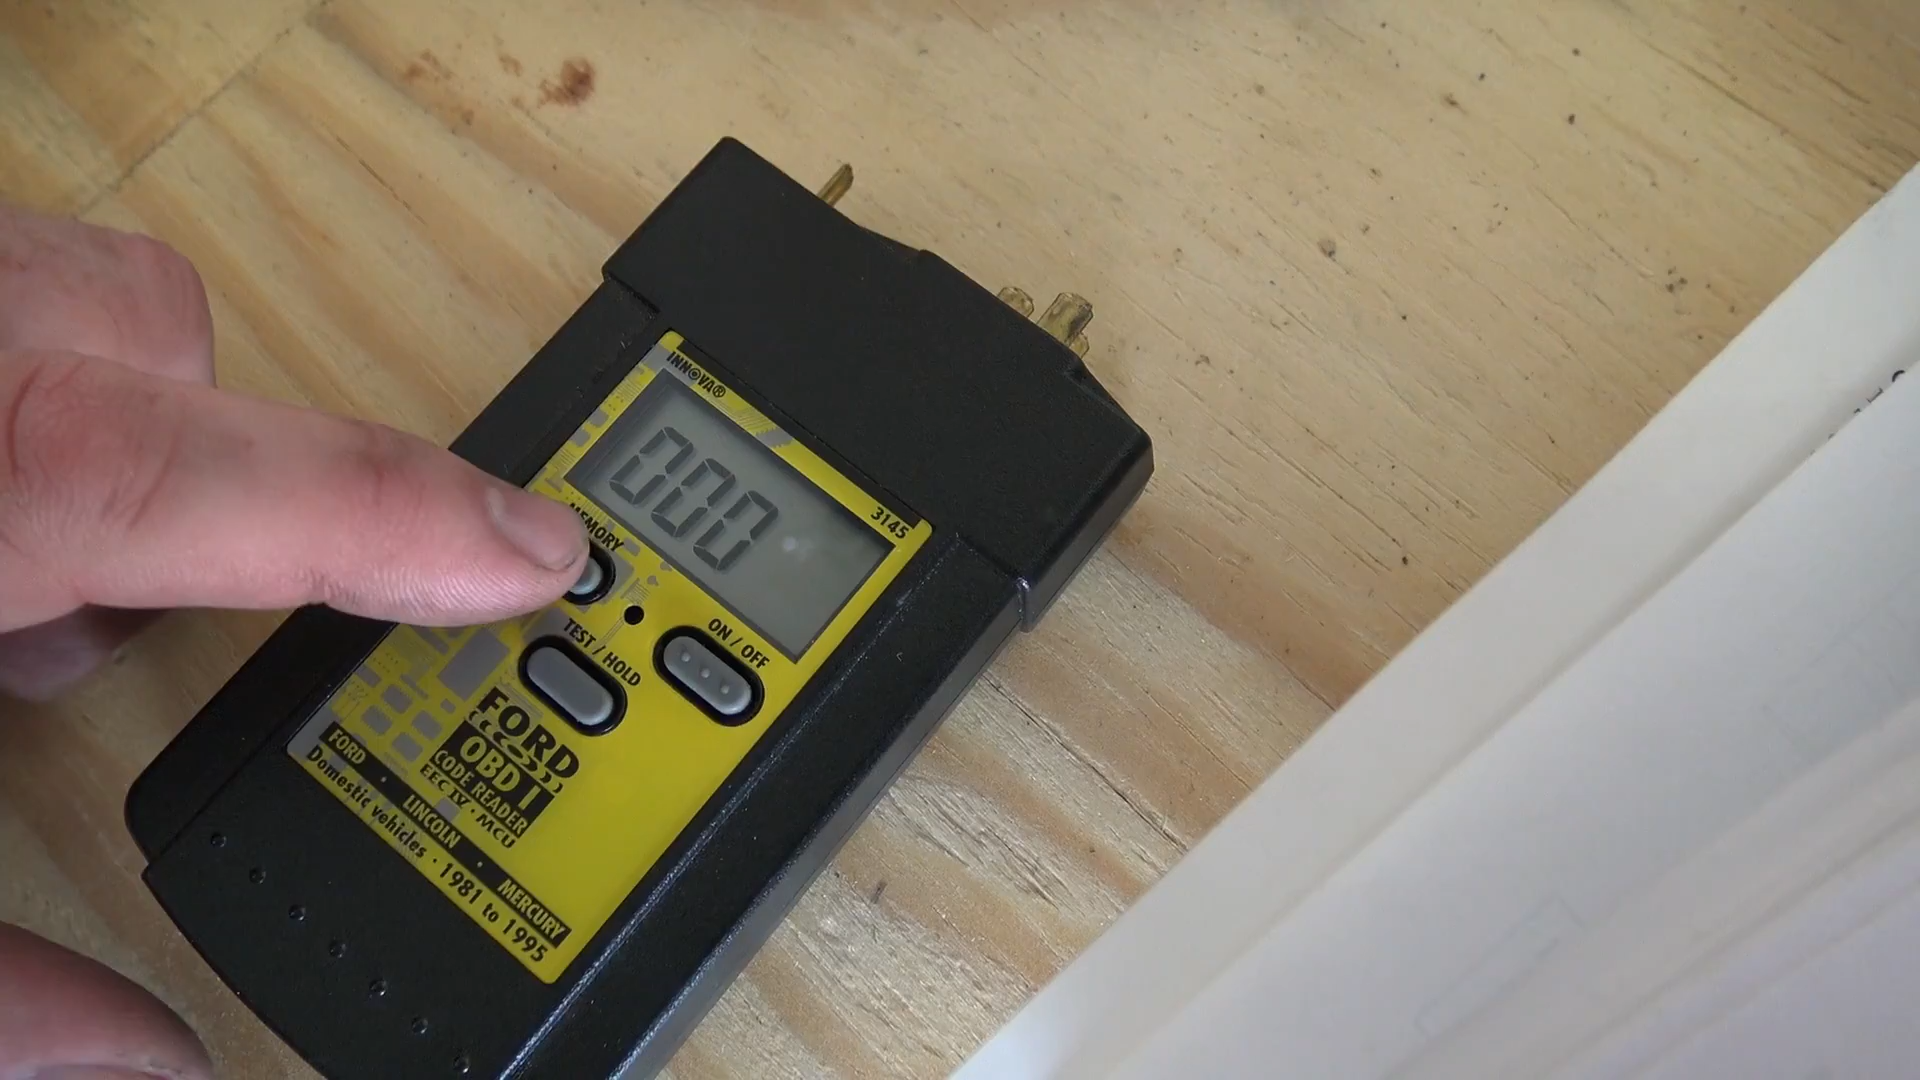 INNOVA®
000
3145
MEMORY
TEST / HOLD
ON / OFF
FORD
OBD I
CODE READER
EEC IV • MCU
FORD • LINCOLN • MERCURY
Domestic vehicles • 1981 to 1995